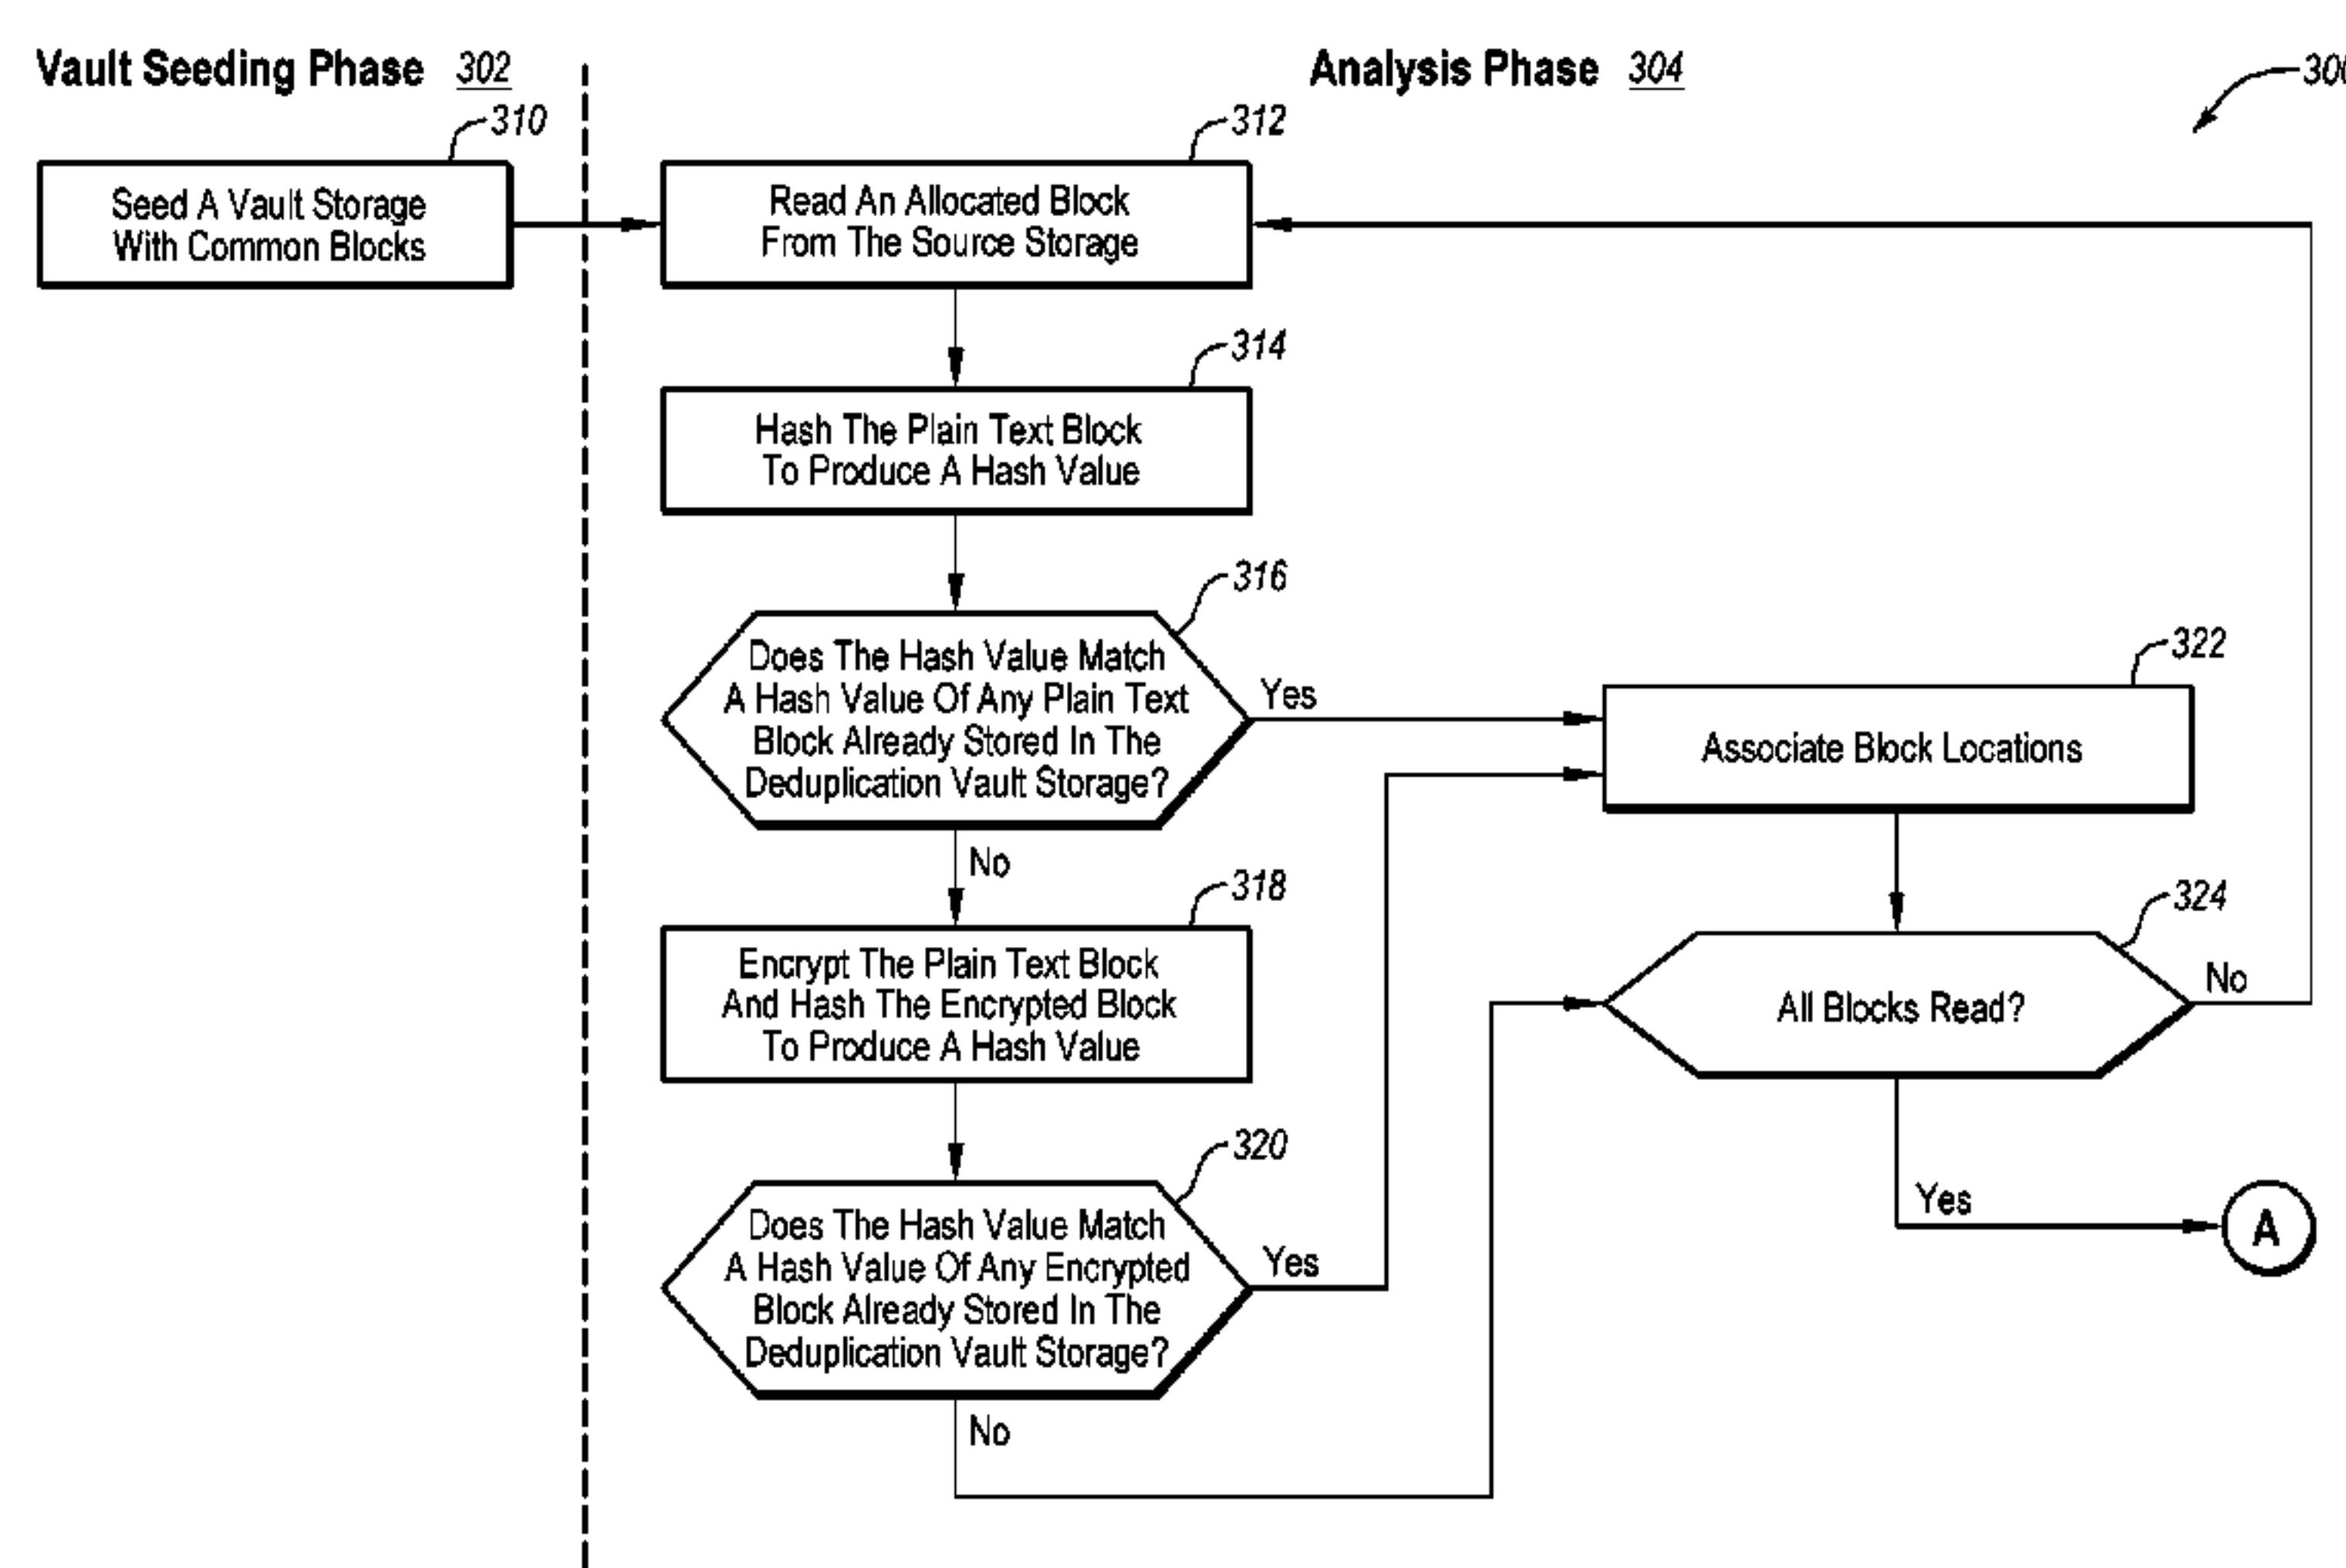 Vault Seeding Phase 302
Analysis Phase 304
310
312
Seed A Vault Storage
With Common Blocks
Read An Allocated Block
From The Source Storage
314
Hash The Plain Text Block
To Produce A Hash Value
316
Does The Hash Value Match
A Hash Value Of Any Plain Text
Block Already Stored In The
Deduplication Vault Storage?
Yes
No
322
Associate Block Locations
318
Encrypt The Plain Text Block
And Hash The Encrypted Block
To Produce A Hash Value
324
All Blocks Read?
No
Yes
A
320
Does The Hash Value Match
A Hash Value Of Any Encrypted
Block Already Stored In The
Deduplication Vault Storage?
Yes
No